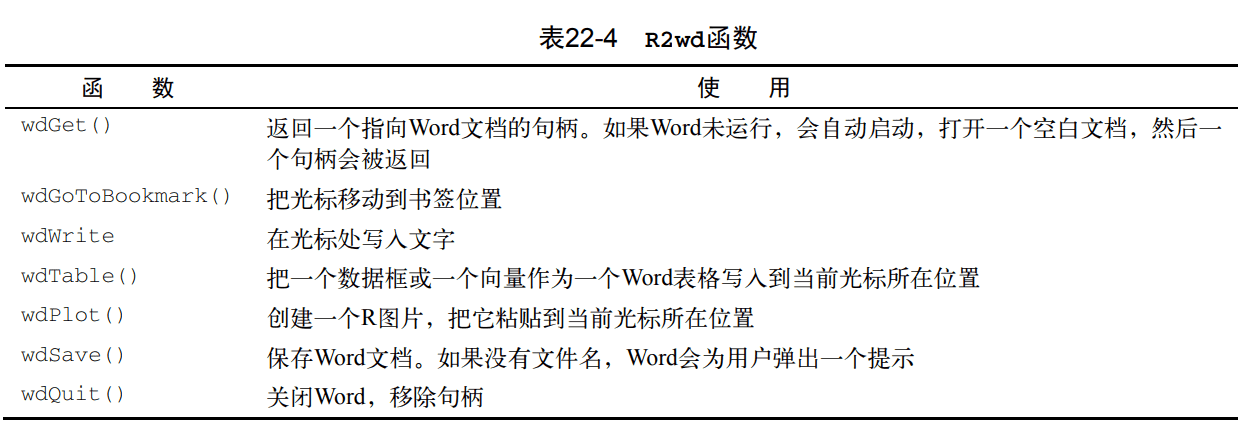 表22-4 R2wd函数
函 数 使 用
wdGet() 返回一个指向Word文档的句柄。如果Word未运行，会自动启动，打开一个空白文档，然后一
个句柄会被返回
wdGoToBookmark() 把光标移动到书签位置
wdWrite 在光标处写入文字
wdTable() 把一个数据框或一个向量作为一个Word表格写入到当前光标所在位置
wdPlot() 创建一个R图片，把它粘贴到当前光标所在位置
wdSave() 保存Word文档。如果没有文件名，Word会为用户弹出一个提示
wdQuit() 关闭Word，移除句柄